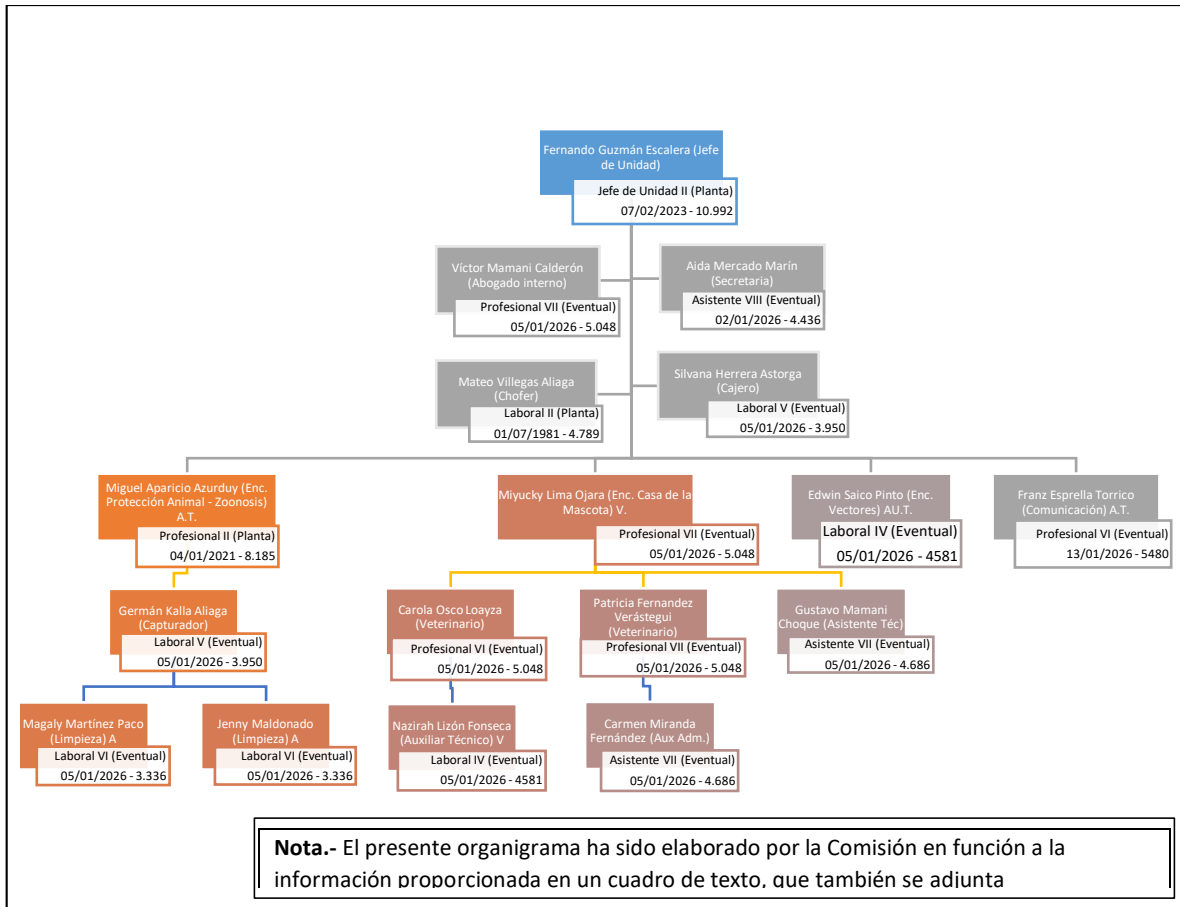 Fernando Guzmán Escalera (Jefe
de Unidad)
Jefe de Unidad II (Planta)
07/02/2023 - 10.992
Víctor Mamani Calderón
(Abogado interno)
Profesional VII (Eventual)
05/01/2026 - 5.048
Aida Mercado Marín
(Secretaria)
Asistente VIII (Eventual)
02/01/2026 - 4.436
Mateo Villegas Aliaga
(Chofer)
Laboral II (Planta)
01/07/1981 - 4.789
Silvana Herrera Astorga
(Cajero)
Laboral V (Eventual)
05/01/2026 - 3.950
Miguel Aparicio Azurduy (Enc.
Protección Animal - Zoonosis)
A.T.
Profesional II (Planta)
04/01/2021 - 8.185
Miyucky Lima Ojara (Enc. Casa de la
Mascota) V.
Profesional VII (Eventual)
05/01/2026 - 5.048
Edwin Saico Pinto (Enc.
Vectores) AU.T.
Laboral IV (Eventual)
05/01/2026 - 4581
Franz Esprella Torrico
(Comunicación) A.T.
Profesional VI (Eventual)
13/01/2026 - 5480
Germán Kalla Aliaga
(Capturador)
Laboral V (Eventual)
05/01/2026 - 3.950
Carola Osco Loayza
(Veterinario)
Profesional VI (Eventual)
05/01/2026 - 5.048
Patricia Fernandez
Verástegui
(Veterinario)
Profesional VII (Eventual)
05/01/2026 - 5.048
Gustavo Mamani
Choque (Asistente Téc)
Asistente VII (Eventual)
05/01/2026 - 4.686
Magaly Martínez Paco
(Limpieza) A
Laboral VI (Eventual)
05/01/2026 - 3.336
Jenny Maldonado
(Limpieza) A
Laboral VI (Eventual)
05/01/2026 - 3.336
Nazirah Lizón Fonseca
(Auxiliar Técnico) V
Laboral IV (Eventual)
05/01/2026 - 4581
Carmen Miranda
Fernández (Aux Adm.)
Asistente VII (Eventual)
05/01/2026 - 4.686
Nota.- El presente organigrama ha sido elaborado por la Comisión en función a la
información proporcionada en un cuadro de texto, que también se adjunta